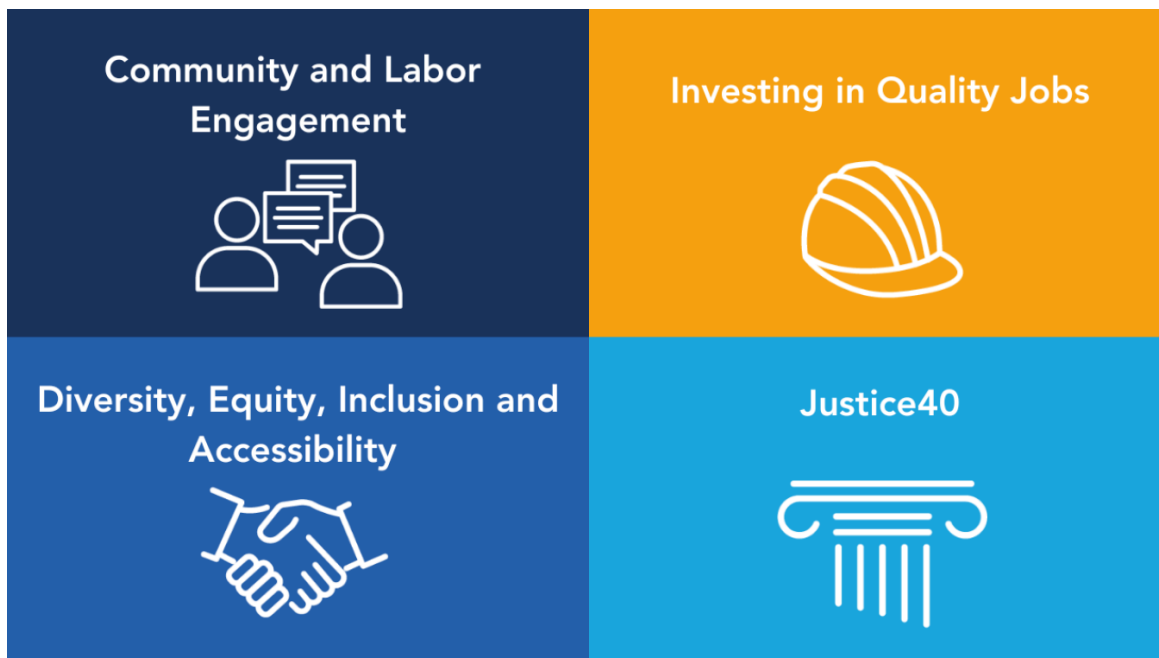 Community and Labor
Engagement
Investing in Quality Jobs
Diversity, Equity, Inclusion and
Accessibility
Justice40